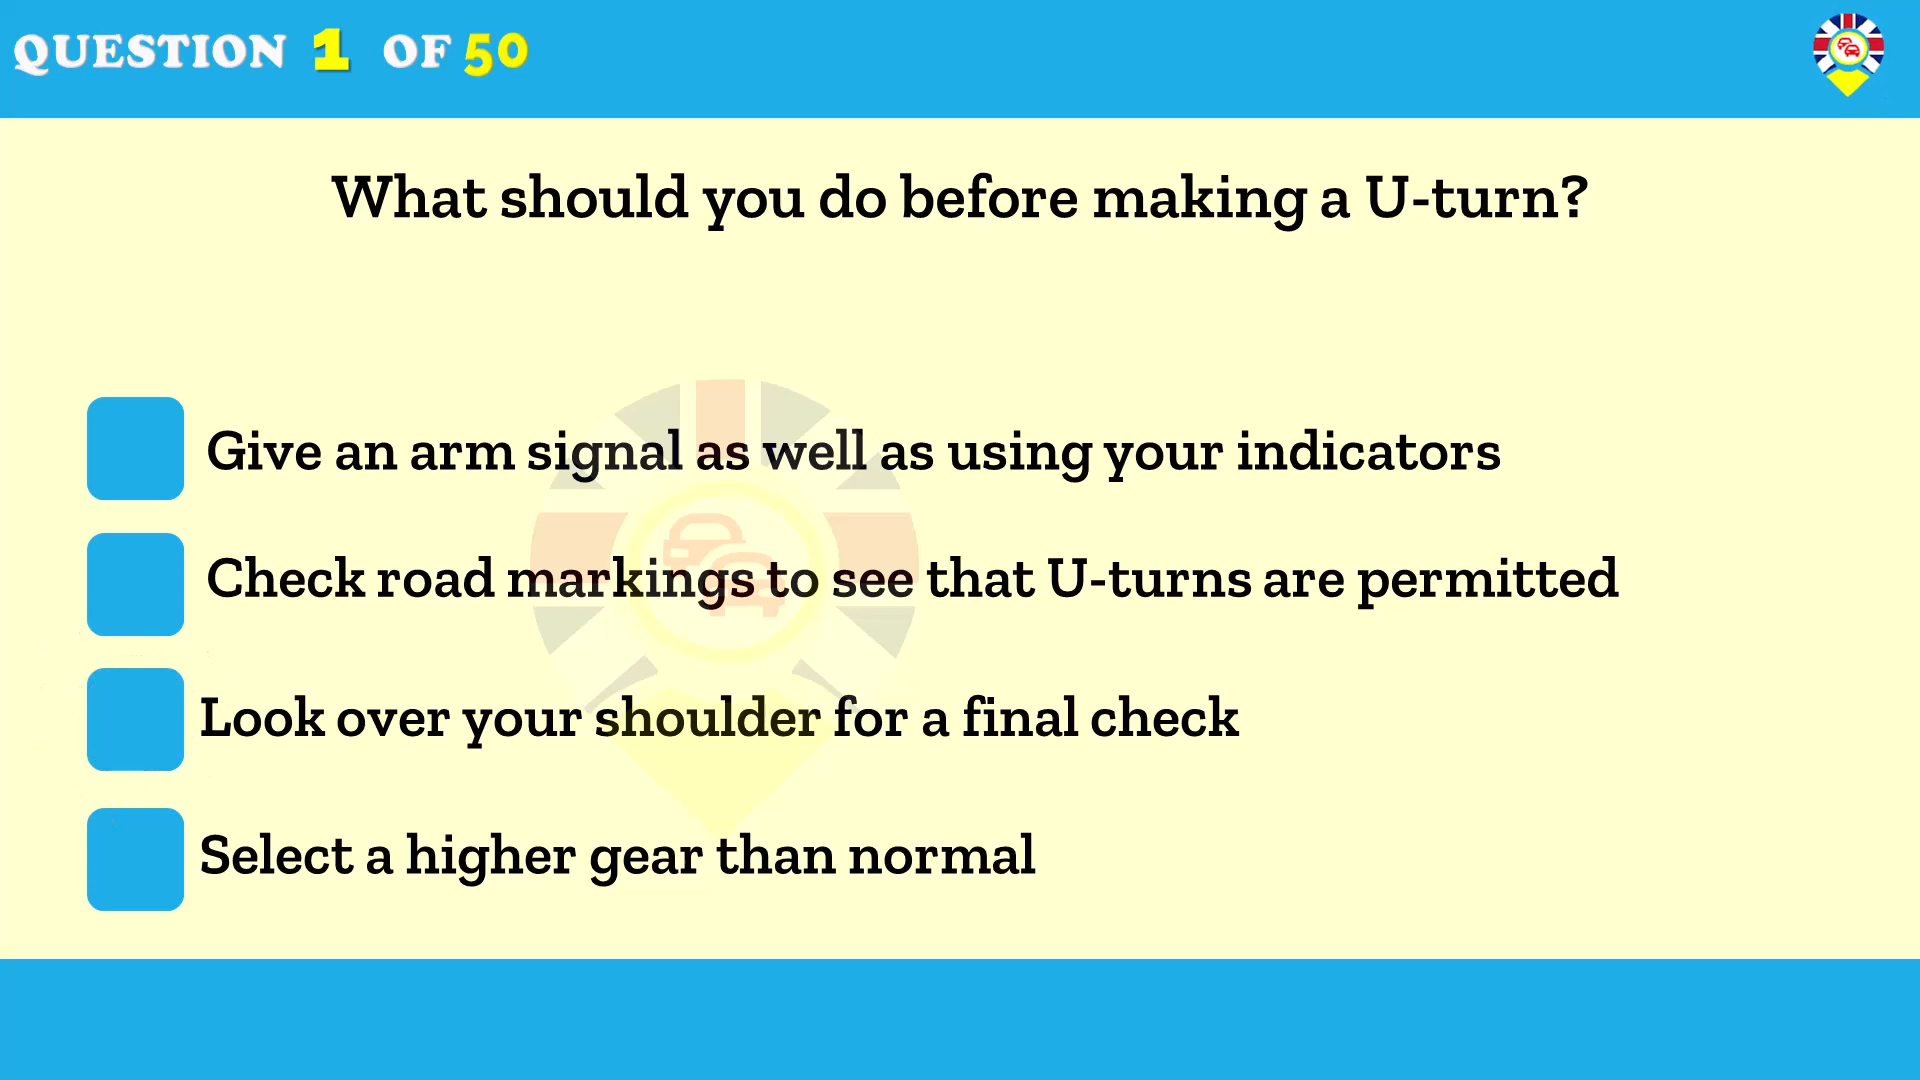 QUESTION 1 OF 50
What should you do before making a U-turn?
Give an arm signal as well as using your indicators
Check road markings to see that U-turns are permitted
Look over your shoulder for a final check
Select a higher gear than normal